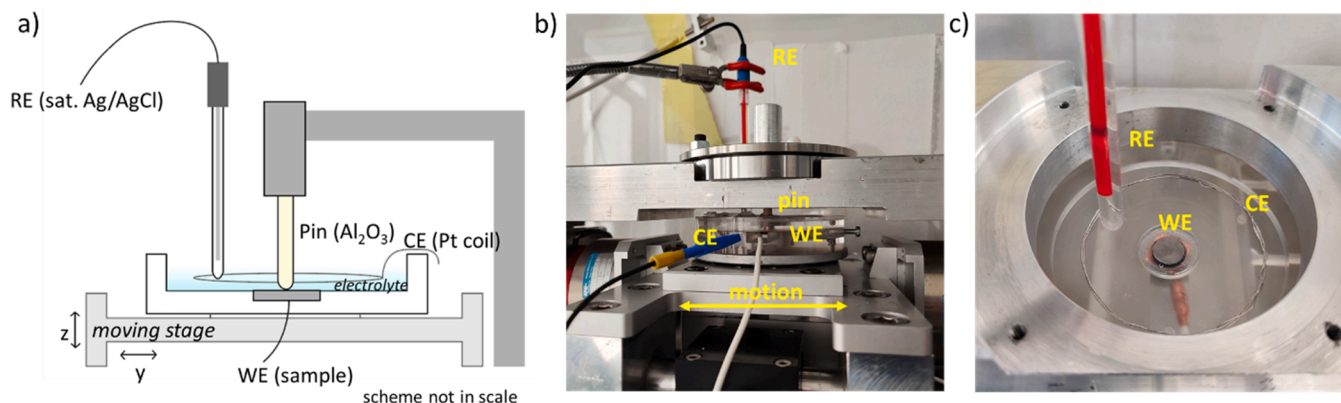 a)
RE (sat. Ag/AgCl)
Pin (Al₂O₃)
CE (Pt coil)
electrolyte
z
moving stage
y
WE (sample)
scheme not in scale
b)
RE
pin
CE
WE
motion
c)
RE
CE
WE